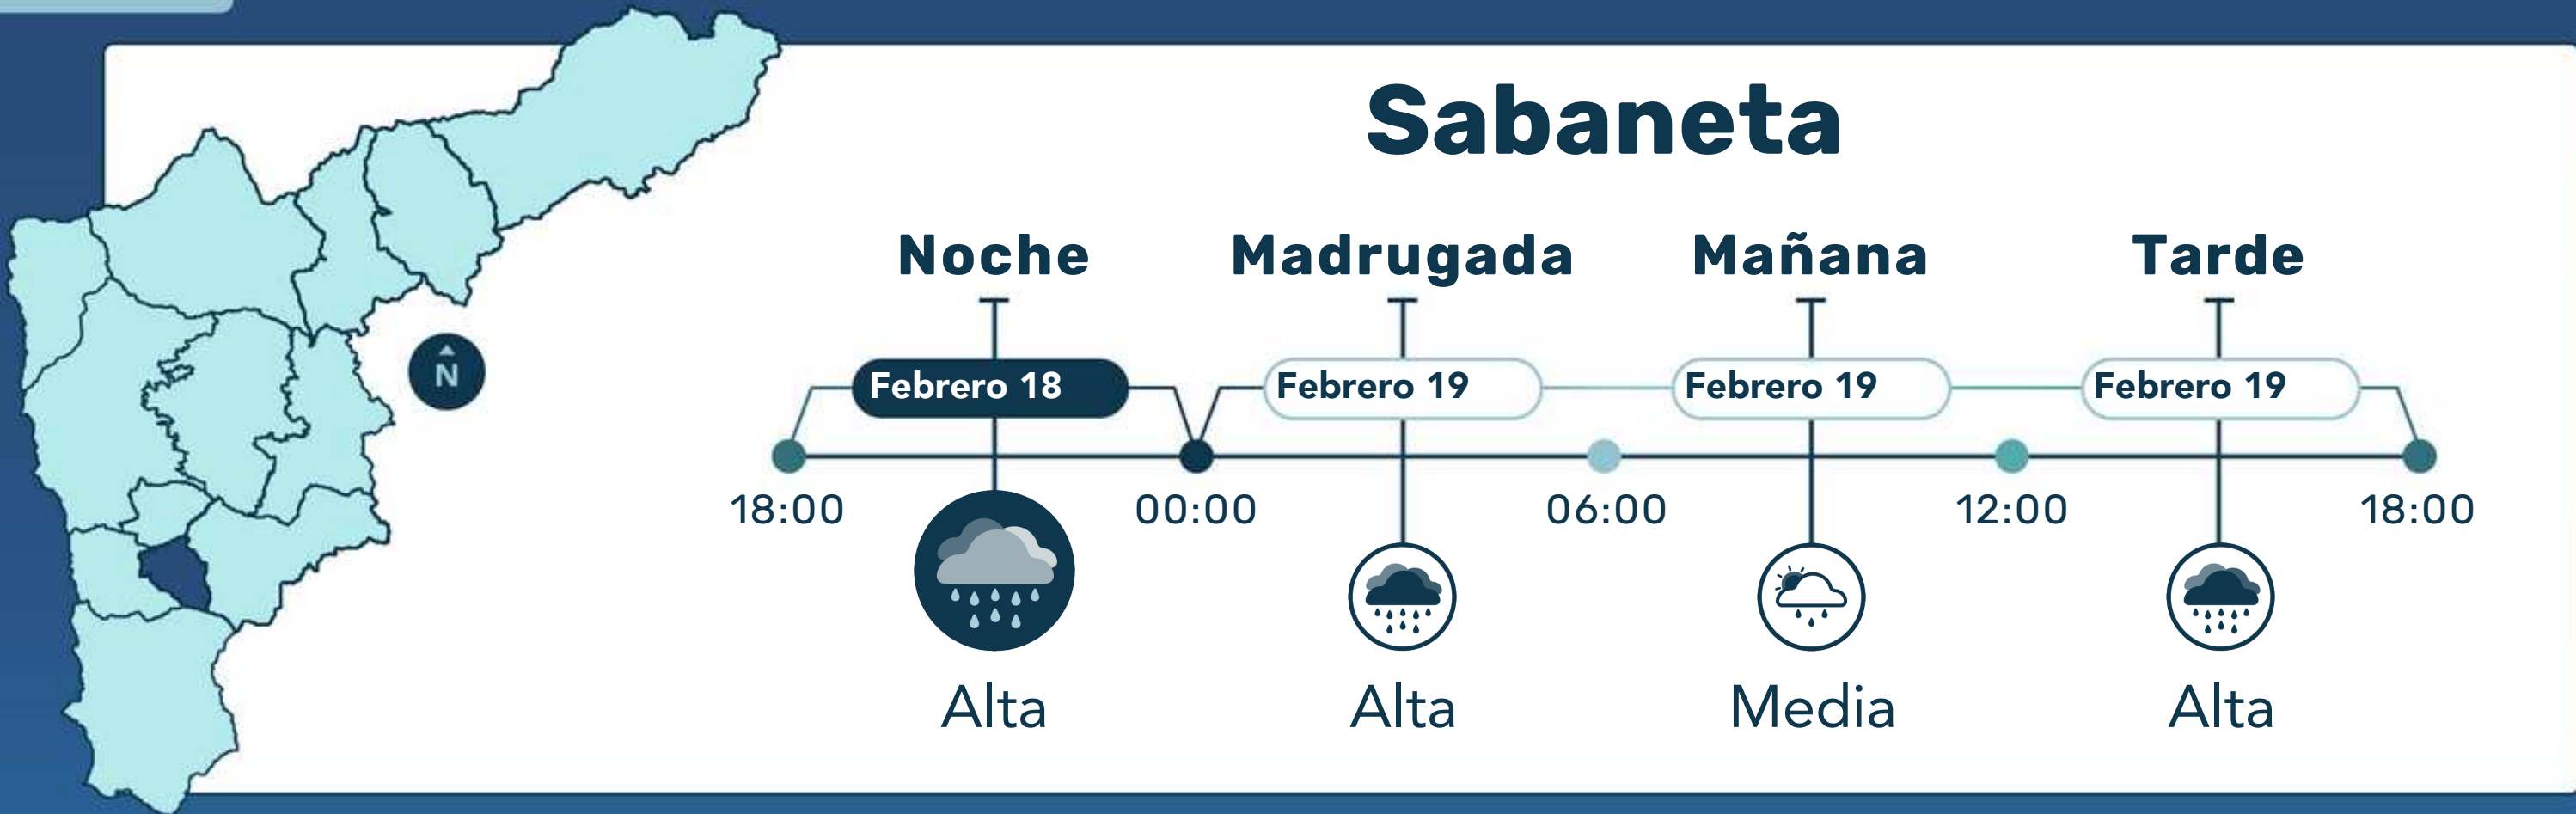 Sabaneta
Noche Madrugada Mañana Tarde
N
Febrero 18 Febrero 19 Febrero 19 Febrero 19
18:00 00:00 06:00 12:00 18:00
Alta Alta Media Alta